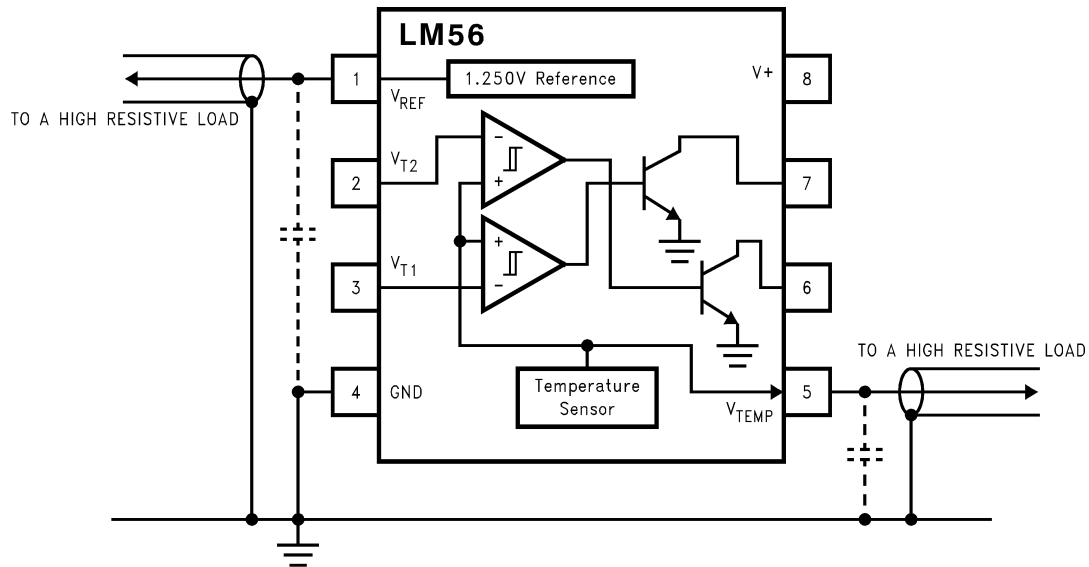 LM56
1
1.250V Reference
V+
8
VREF
TO A HIGH RESISTIVE LOAD
2
VT2
−
+
7
3
VT1
+
−
6
TO A HIGH RESISTIVE LOAD
4
GND
Temperature
Sensor
VTEMP
5